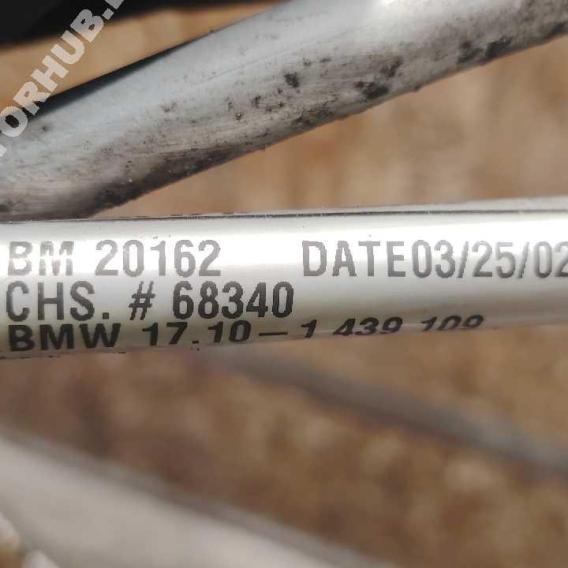 BM 20162 DATE03/25/02
CHS. # 68340
BMW 17.10-1 439 109